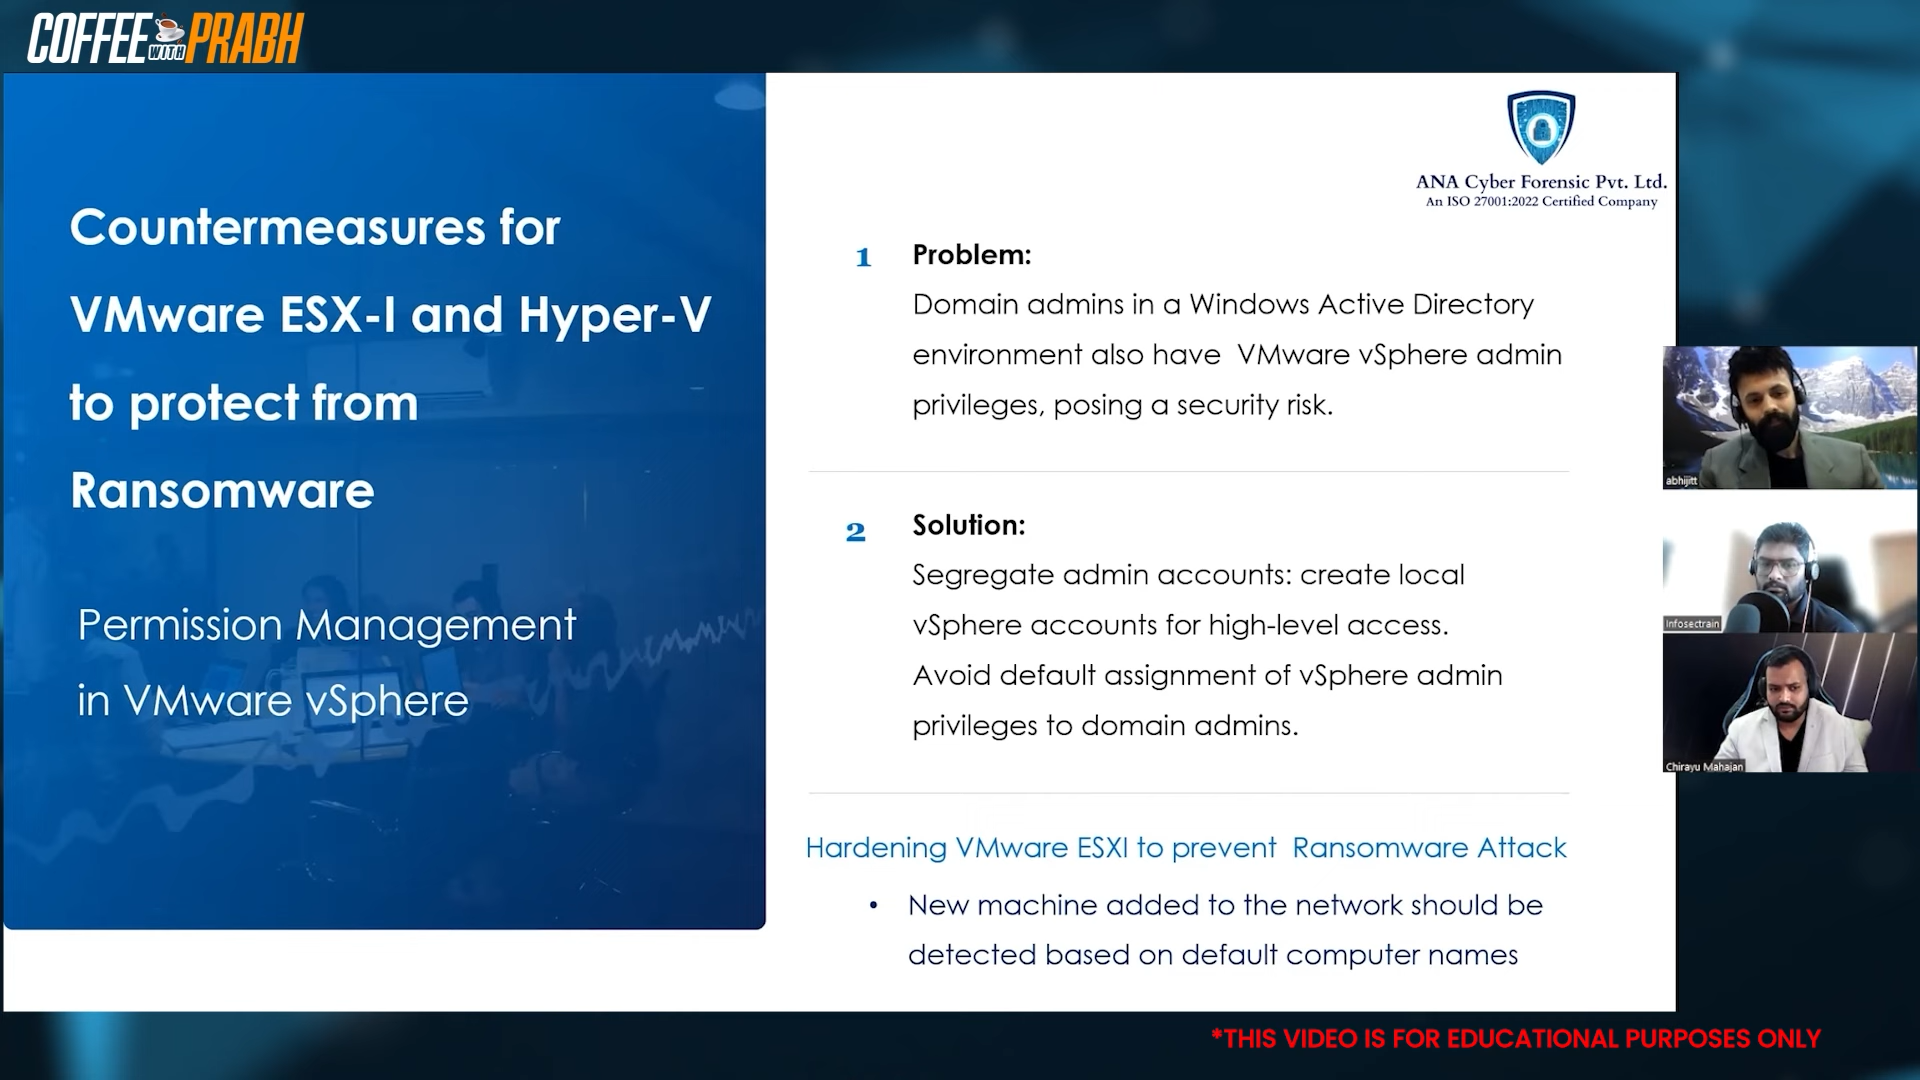 COFFEE WITH PRABH
ANA Cyber Forensic Pvt. Ltd.
An ISO 27001:2022 Certified Company
Countermeasures for
VMware ESX-I and Hyper-V
to protect from
Ransomware
Permission Management
in VMware vSphere
1 Problem:
Domain admins in a Windows Active Directory
environment also have VMware vSphere admin
privileges, posing a security risk.
2 Solution:
Segregate admin accounts: create local
vSphere accounts for high-level access.
Avoid default assignment of vSphere admin
privileges to domain admins.
Hardening VMware ESXI to prevent Ransomware Attack
• New machine added to the network should be
detected based on default computer names
abhijitt
Infosectrain
Chirayu Mahajan
*THIS VIDEO IS FOR EDUCATIONAL PURPOSES ONLY